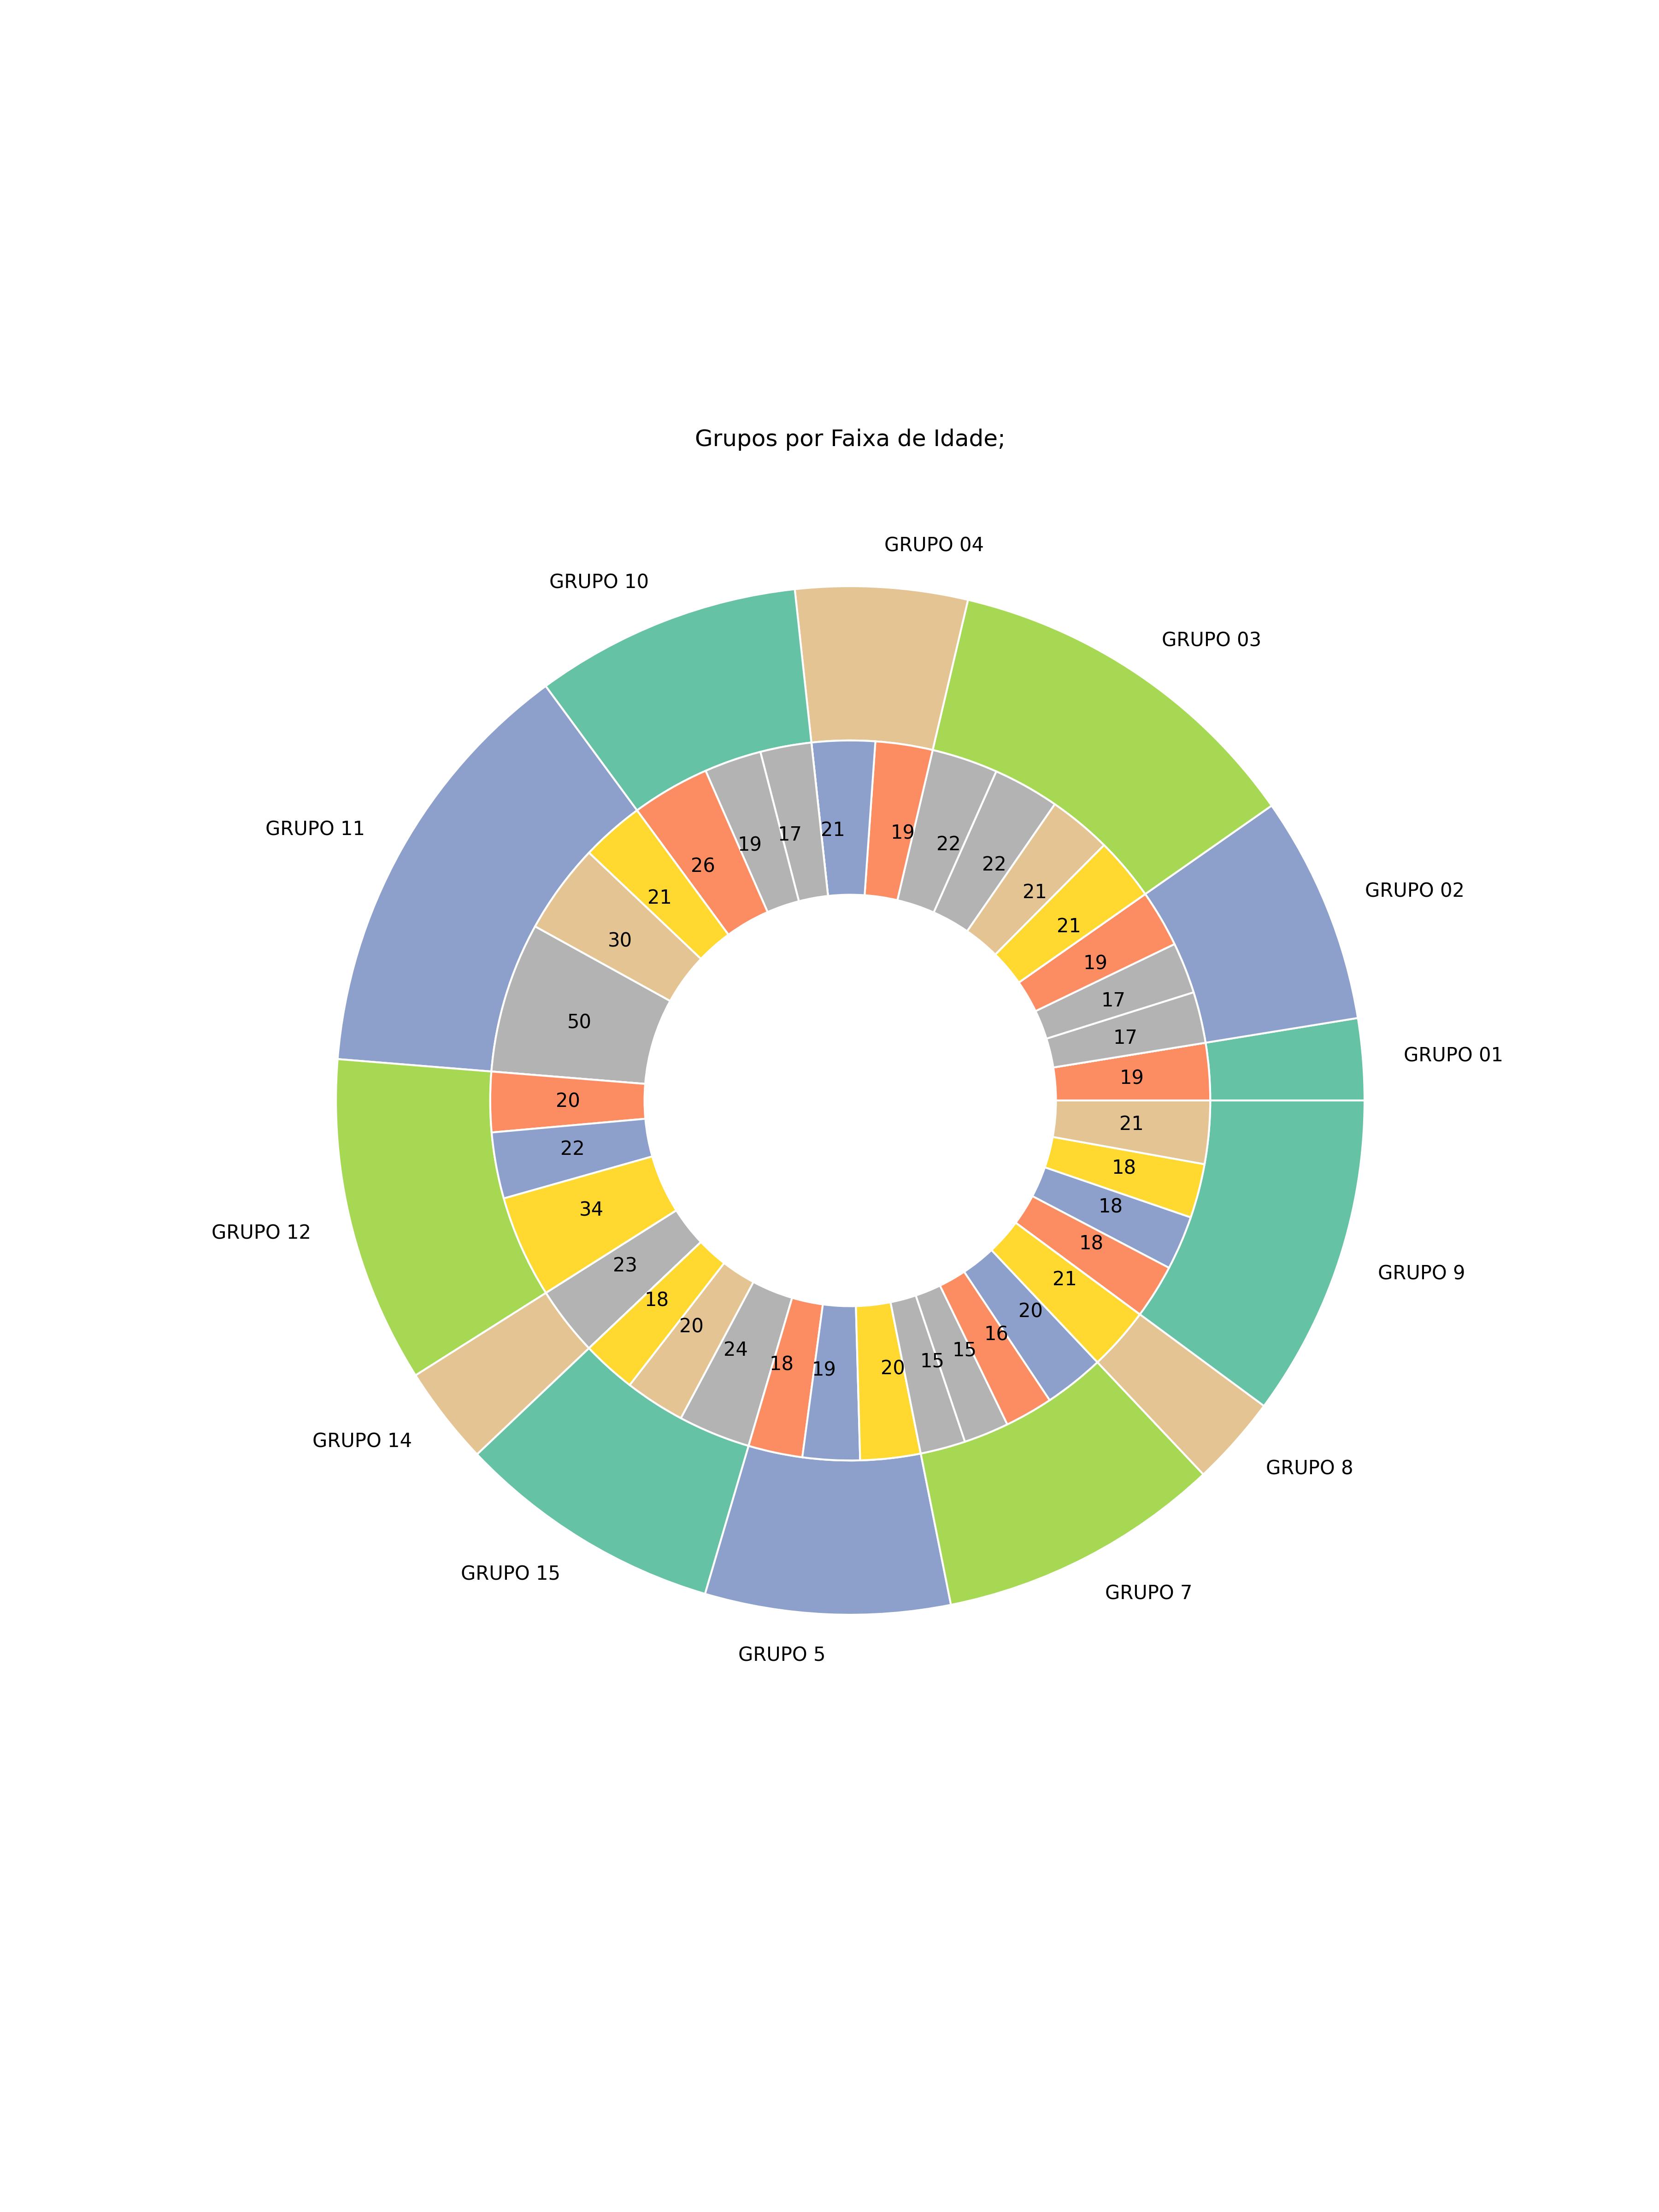 Grupos por Faixa de Idade;
GRUPO 04
GRUPO 10
GRUPO 03
GRUPO 11
GRUPO 02
GRUPO 01
GRUPO 12
GRUPO 9
GRUPO 14
GRUPO 8
GRUPO 15
GRUPO 7
GRUPO 5
19
17
17
19
21
21
22
22
19
21
17
19
26
21
30
50
20
22
34
23
18
20
24
18
19
20
15
15
16
20
21
18
18
18
21